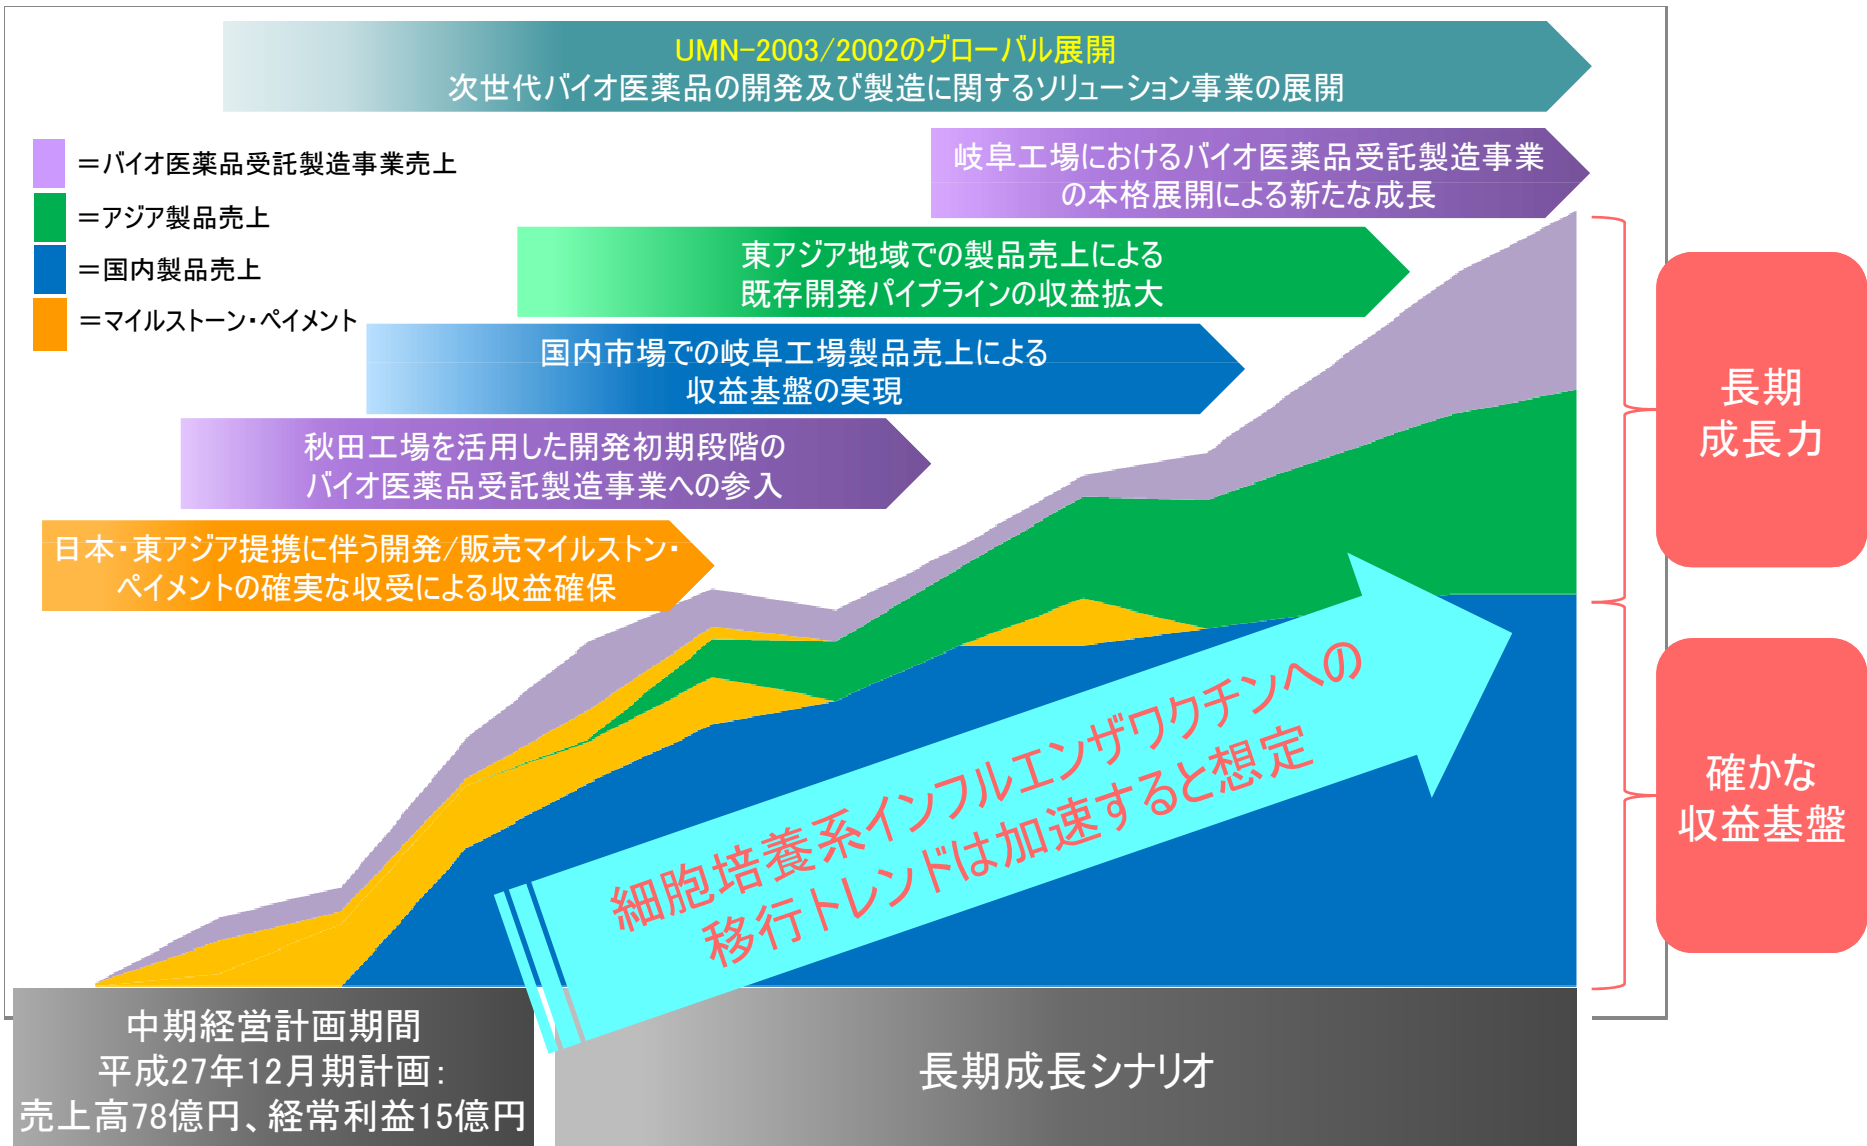 UMN-2003/2002のグローバル展開
次世代バイオ医薬品の開発及び製造に関するソリューション事業の展開
＝バイオ医薬品受託製造事業売上
＝アジア製品売上
＝国内製品売上
＝マイルストーン・ペイメント
岐阜工場におけるバイオ医薬品受託製造事業
の本格展開による新たな成長
東アジア地域での製品売上による
既存開発パイプラインの収益拡大
国内市場での岐阜工場製品売上による
収益基盤の実現
秋田工場を活用した開発初期段階の
バイオ医薬品受託製造事業への参入
日本・東アジア提携に伴う開発/販売マイルストン・
ペイメントの確実な収受による収益確保
長期
成長力
確かな
収益基盤
細胞培養系インフルエンザワクチンへの
移行トレンドは加速すると想定
中期経営計画期間
平成27年12月期計画：
売上高78億円、経常利益15億円
長期成長シナリオ